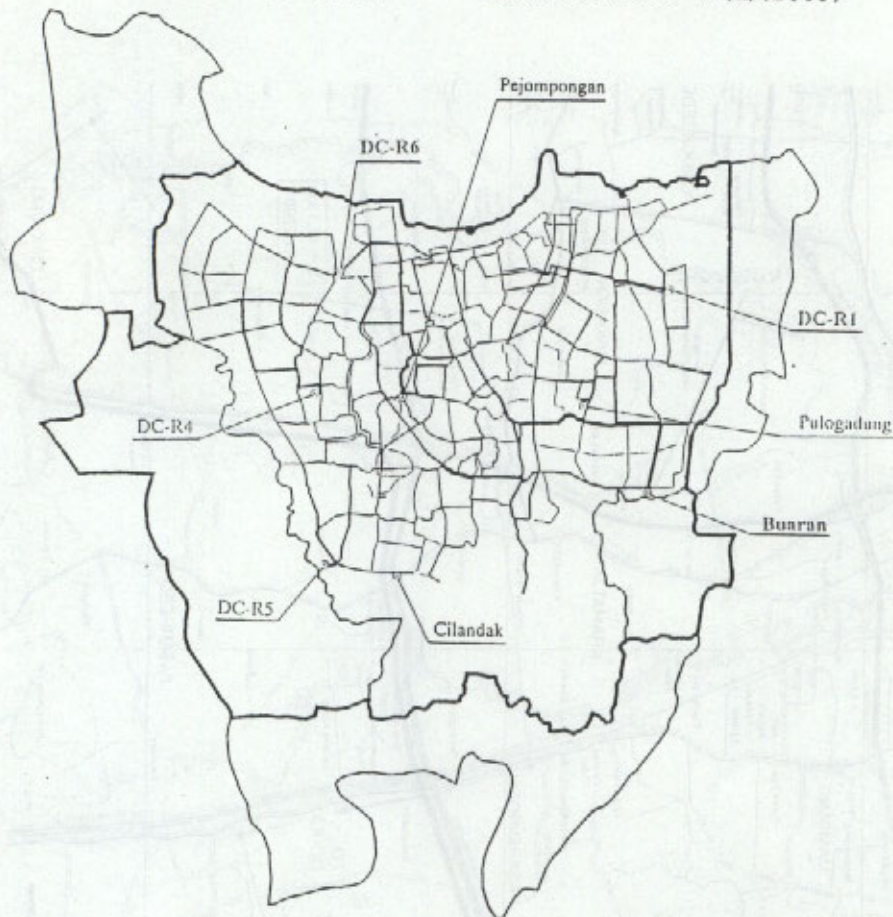 Pejompongan
DC-R6
DC-R1
DC-R4
Pulogadung
Buaran
DC-R5
Cilandak